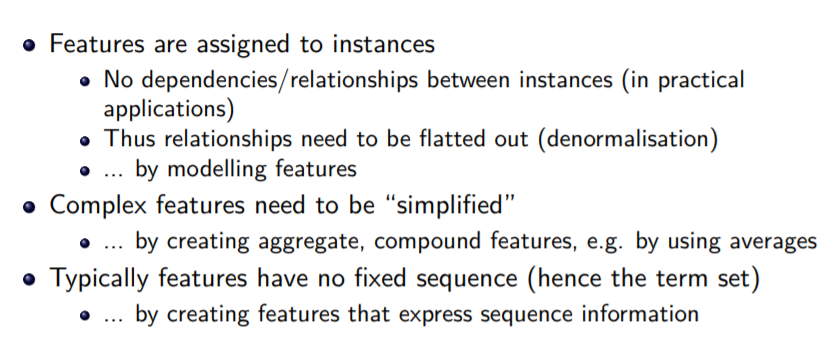 Features are assigned to instances
No dependencies/relationships between instances (in practical
applications)
Thus relationships need to be flatted out (denormalisation)
... by modelling features
Complex features need to be “simplified”
... by creating aggregate, compound features, e.g. by using averages
Typically features have no fixed sequence (hence the term set)
... by creating features that express sequence information